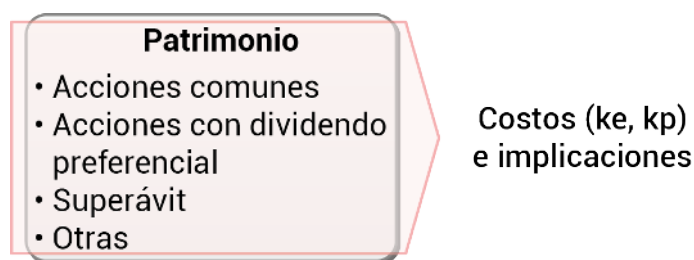 Patrimonio
• Acciones comunes
• Acciones con dividendo
preferencial
• Superávit
• Otras
Costos (ke, kp)
e implicaciones